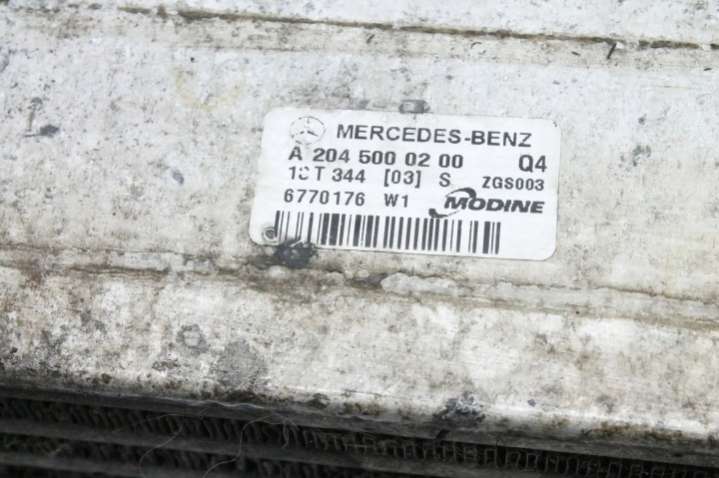 MERCEDES-BENZ
A 204 500 02 00 Q4
T 344 [03] S ZGS003
6770176 W1 MODINE